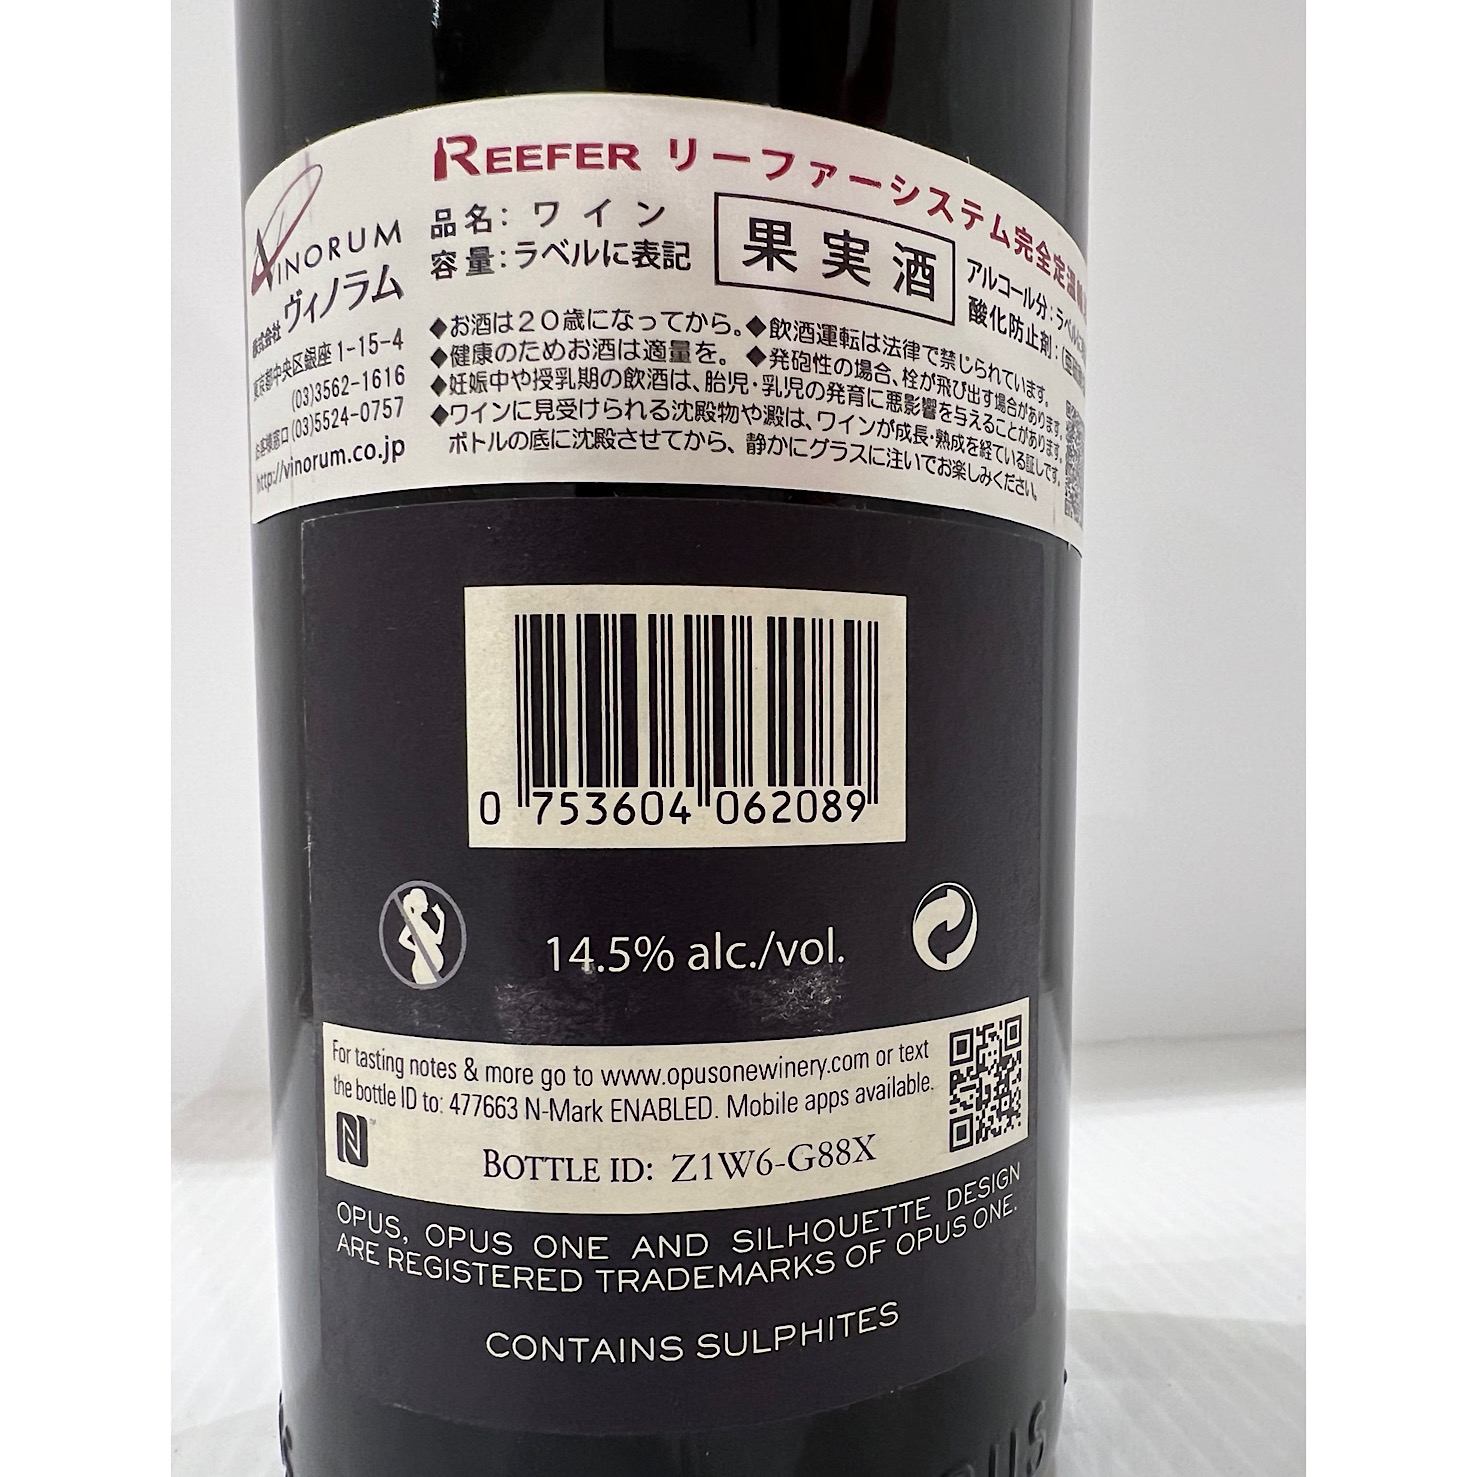 REEFER リーファーシステム完全定温輸
VINORUM
株式会社 ヴィノラム
東京都中央区銀座1-15-4
(03)3562-1616
お客様窓口(03)5524-0757
http://vinorum.co.jp
品名: ワイン
容量:ラベルに表記
果実酒
アルコール分:ラベルに
酸化防止剤:(亜硫酸
◆お酒は20歳になってから。◆飲酒運転は法律で禁じられています。
◆健康のためお酒は適量を。 ◆発砲性の場合、栓が飛び出す場合があります。
◆妊娠中や授乳期の飲酒は、胎児・乳児の発育に悪影響を与えることがあります。
◆ワインに見受けられる沈殿物や澱は、ワインが成長・熟成を経ている証しです。
ボトルの底に沈殿させてから、静かにグラスに注いでお楽しみください。
0 753604 062089
14.5% alc./vol.
For tasting notes & more go to www.opusonewinery.com or text
the bottle ID to: 477663 N-Mark ENABLED. Mobile apps available.
N™
BOTTLE ID: Z1W6-G88X
OPUS, OPUS ONE AND SILHOUETTE DESIGN
ARE REGISTERED TRADEMARKS OF OPUS ONE.
CONTAINS SULPHITES